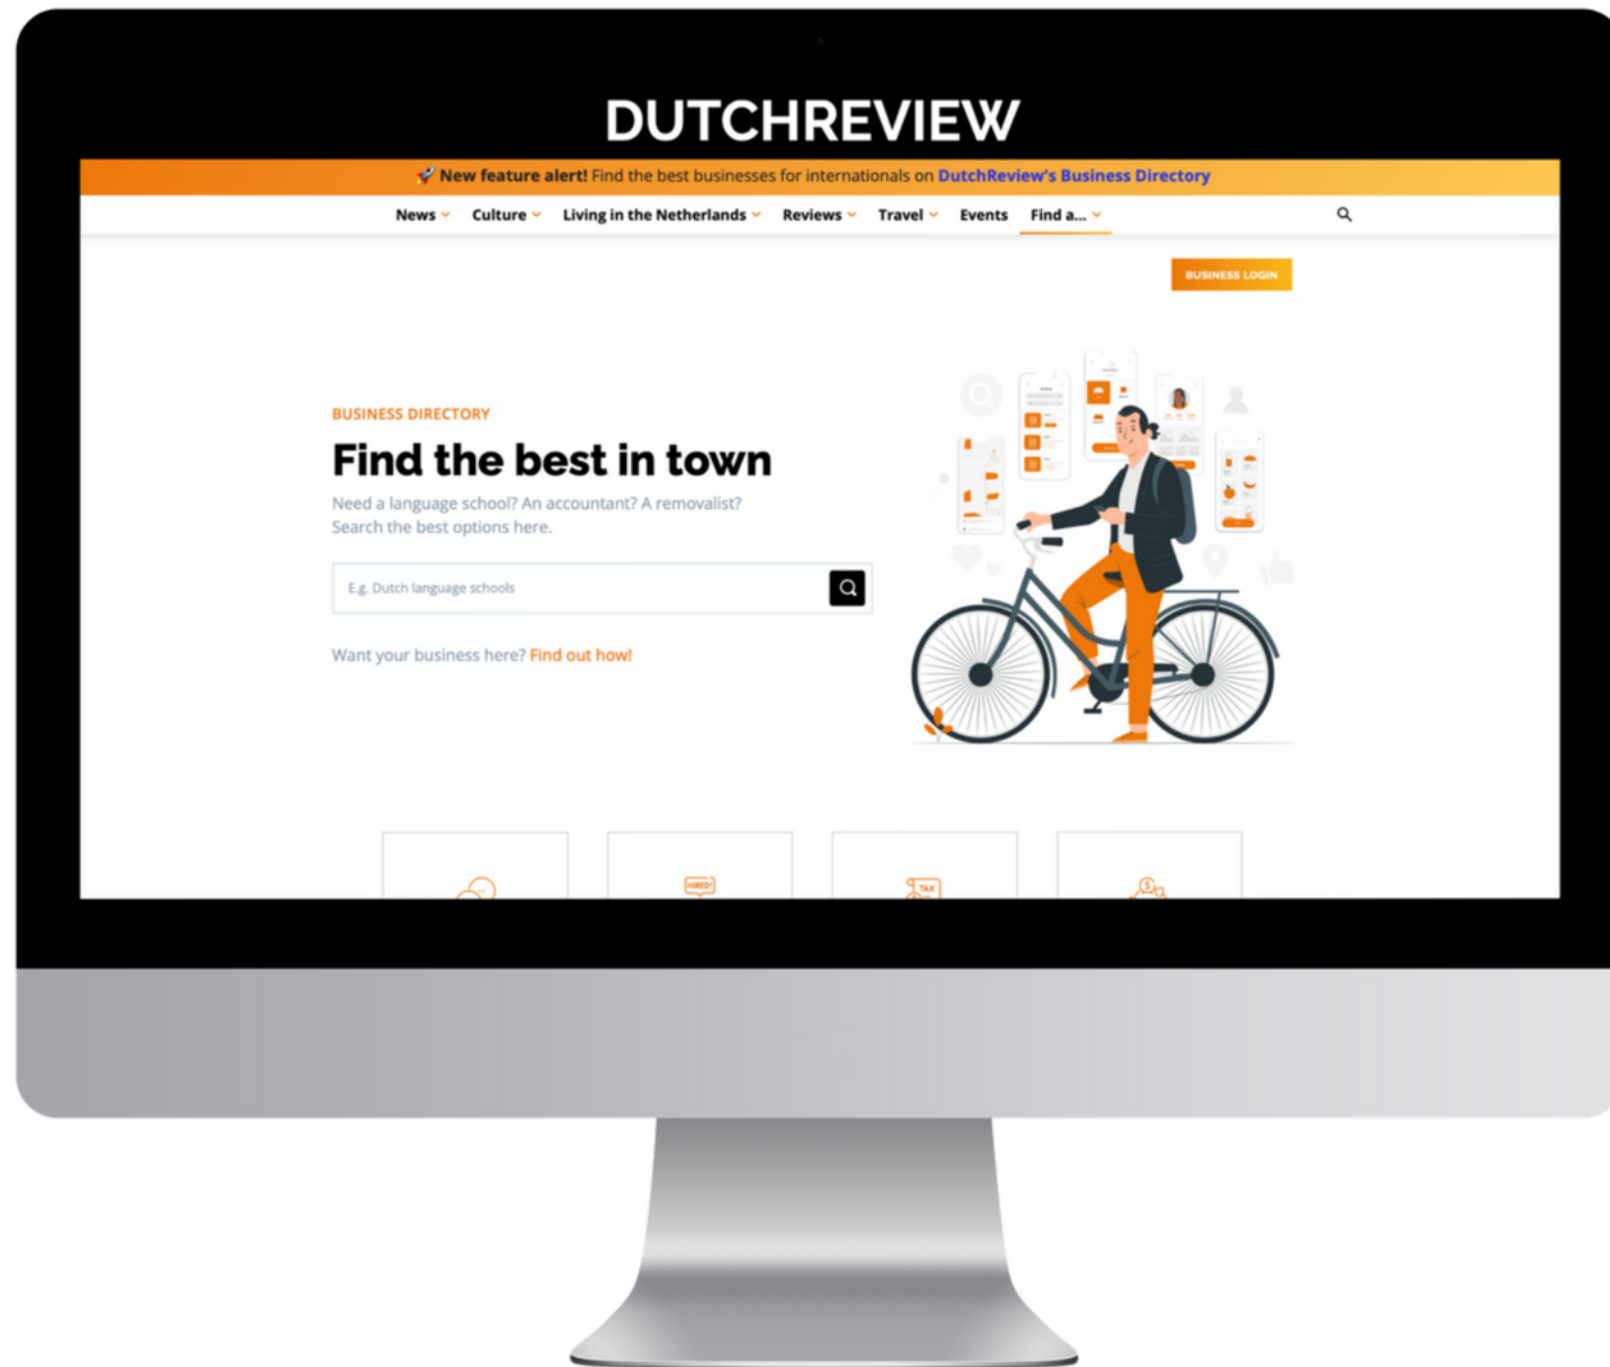 DUTCHREVIEW
🚀 New feature alert! Find the best businesses for internationals on DutchReview's Business Directory
News Culture Living in the Netherlands Reviews Travel Events Find a...
BUSINESS LOGIN
BUSINESS DIRECTORY
Find the best in town
Need a language school? An accountant? A removalist?
Search the best options here.
E.g. Dutch language schools
Want your business here? Find out how!
HIRED!
TAX